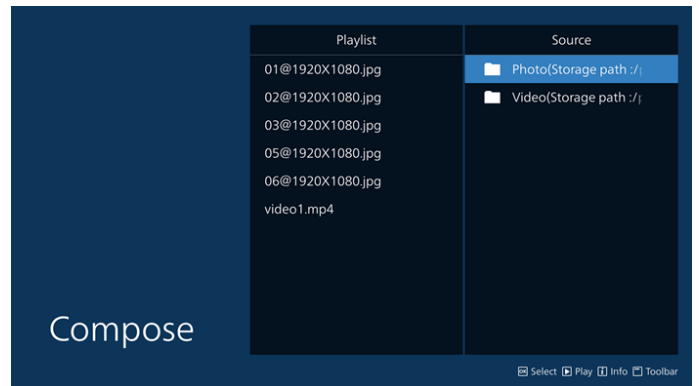 Playlist
Source
01@1920X1080.jpg
02@1920X1080.jpg
03@1920X1080.jpg
05@1920X1080.jpg
06@1920X1080.jpg
video1.mp4
Photo(Storage path :/
Video(Storage path :/
Compose
OK Select Play i Info Toolbar